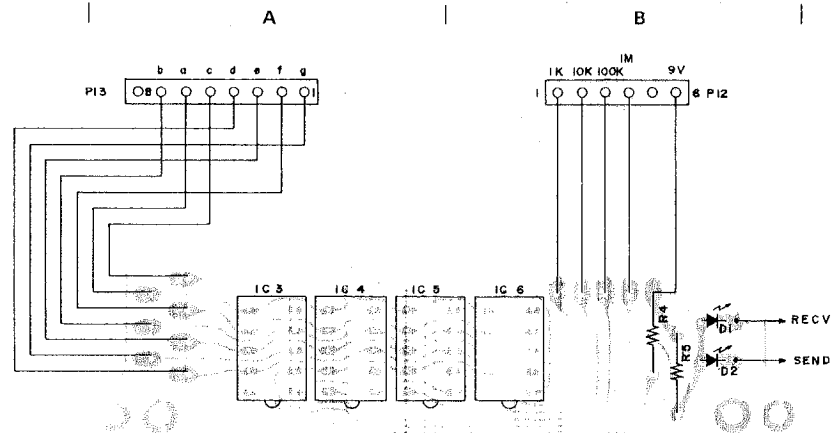 A B
b a c d e f g
1M
1K 10K 100K 9V
P13 8 1
1 6 P12
IC 3 IC 4 IC 5 IC 6
R4
R5
D1 RECV
D2 SEND